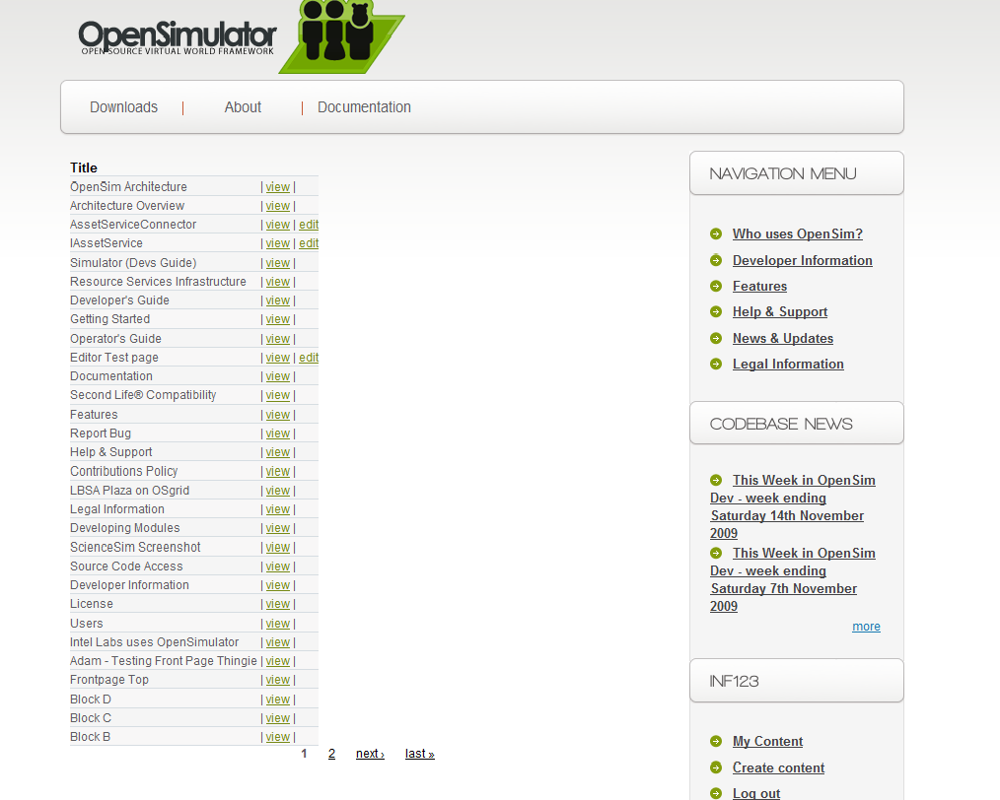 OpenSimulator
OPEN SOURCE VIRTUAL WORLD FRAMEWORK
Downloads | About | Documentation
Title
OpenSim Architecture | view |
Architecture Overview | view |
AssetServiceConnector | view | edit
IAssetService | view | edit
Simulator (Devs Guide) | view |
Resource Services Infrastructure | view |
Developer's Guide | view |
Getting Started | view |
Operator's Guide | view |
Editor Test page | view | edit
Documentation | view |
Second Life® Compatibility | view |
Features | view |
Report Bug | view |
Help & Support | view |
Contributions Policy | view |
LBSA Plaza on OSgrid | view |
Legal Information | view |
Developing Modules | view |
ScienceSim Screenshot | view |
Source Code Access | view |
Developer Information | view |
License | view |
Users | view |
Intel Labs uses OpenSimulator | view |
Adam - Testing Front Page Thingie | view |
Frontpage Top | view |
Block D | view |
Block C | view |
Block B | view |
1 2 next › last »
NAVIGATION MENU
Who uses OpenSim?
Developer Information
Features
Help & Support
News & Updates
Legal Information
CODEBASE NEWS
This Week in OpenSim
Dev - week ending
Saturday 14th November
2009
This Week in OpenSim
Dev - week ending
Saturday 7th November
2009
more
INF123
My Content
Create content
Log out